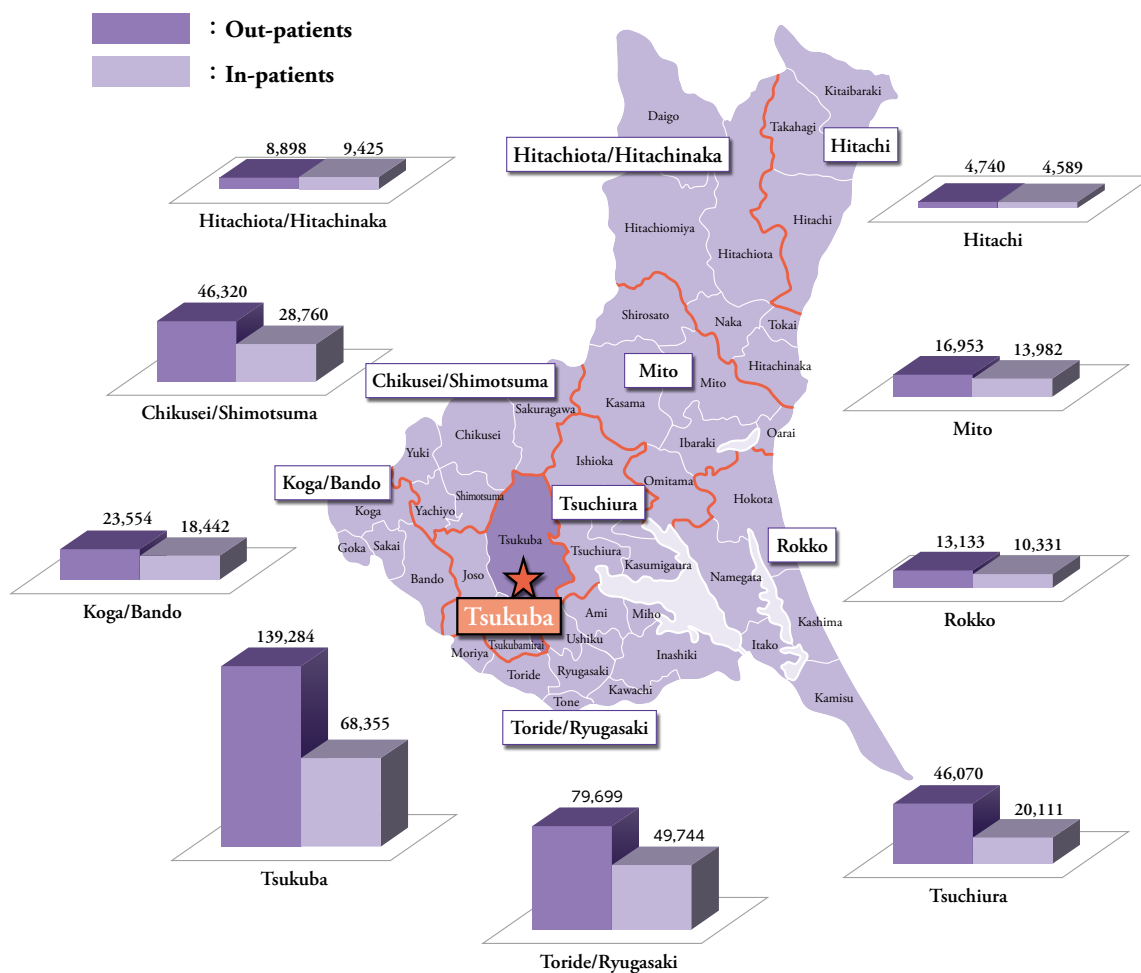 : Out-patients
: In-patients
8,898 9,425
Hitachiota/Hitachinaka
46,320
28,760
Chikusei/Shimotsuma
23,554
18,442
Koga/Bando
139,284
68,355
Tsukuba
79,699
49,744
Toride/Ryugasaki
4,740 4,589
Hitachi
16,953 13,982
Mito
13,133 10,331
Rokko
46,070
20,111
Tsuchiura
Kitaibaraki
Daigo
Takahagi
Hitachi
Hitachiota/Hitachinaka
Hitachi
Hitachiomiya
Hitachiota
Shirosato
Naka
Tokai
Hitachinaka
Mito
Mito
Chikusei/Shimotsuma
Kasama
Sakuragawa
Oarai
Chikusei
Ibaraki
Yuki
Ishioka
Koga/Bando
Omitama
Shimotsuma
Hokota
Tsuchiura
Koga
Yachiyo
Tsukuba
Rokko
Goka
Sakai
Tsuchiura
Kasumigaura
Bando
Joso
Namegata
Tsukuba
Ami
Miho
Kashima
Ushiku
Itako
Tsukubamirai
Moriya
Inashiki
Toride
Ryugasaki
Kawachi
Kamisu
Tone
Toride/Ryugasaki